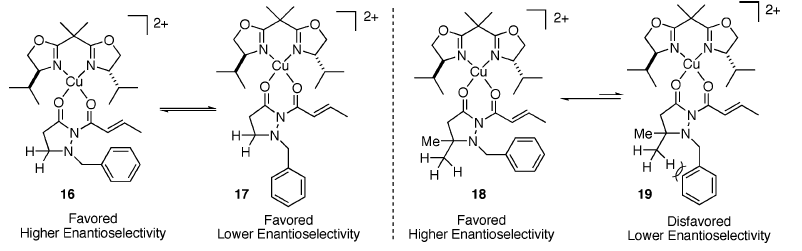 2+ 2+ 2+ 2+
O O O O O O O O
N N N N N N N N
Cu Cu Cu Cu
O O O O O O O O
N N N N
H N H N Me N Me N
H H H H H H
16 17 18 19
Favored Favored Favored Disfavored
Higher Enantioselectivity Lower Enantioselectivity Higher Enantioselectivity Lower Enantioselectivity